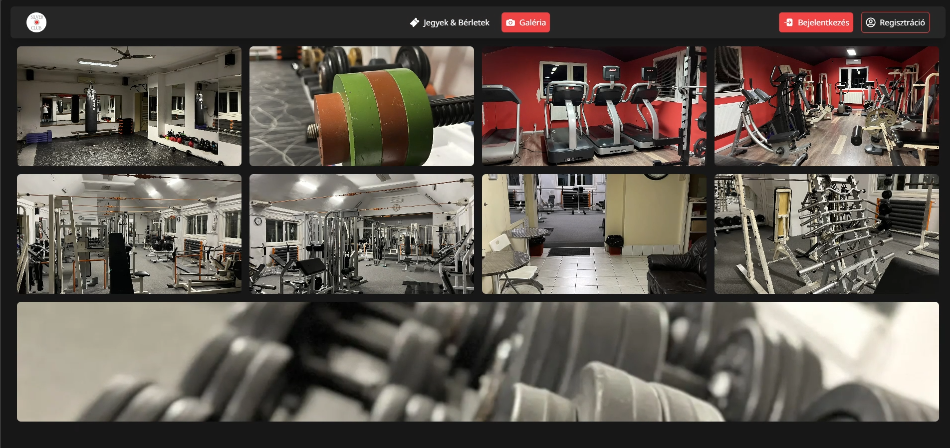 Jegyek & Bérletek
Galéria
Bejelentkezés
Regisztráció